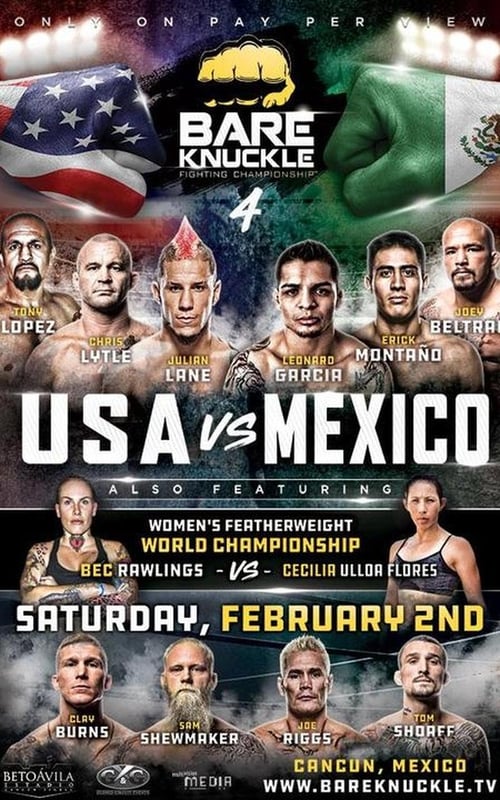 ONLY ON PAY PER VIEW
BARE
KNUCKLE
FIGHTING CHAMPIONSHIP
4
TONY
LOPEZ
CHRIS
LYTLE
JULIAN
LANE
LEONARD
GARCIA
ERICK
MONTAÑO
JOEY
BELTRA
USA VS MEXICO
ALSO FEATURING
WOMEN'S FEATHERWEIGHT
WORLD CHAMPIONSHIP
BEC RAWLINGS - VS - CECILIA ULLOA FLORES
SATURDAY, FEBRUARY 2ND
CLAY
BURNS
SAM
SHEWMAKER
JOE
RIGGS
TOM
SHOAFF
BETOÁVILA
ESTADIO
MEDIA
CANCUN, MEXICO
WWW.BAREKNUCKLE.TV